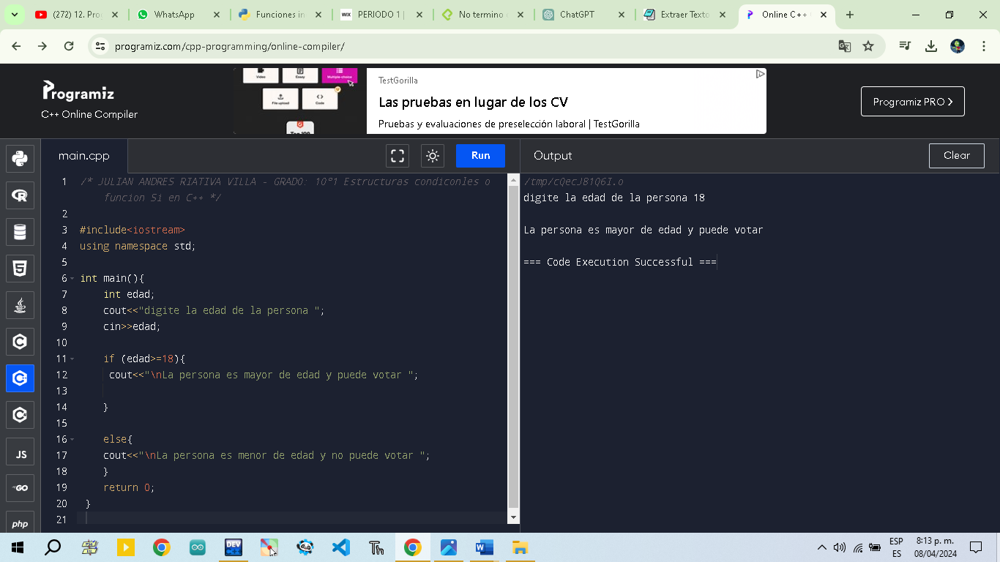 (272) 12. Pro
WhatsApp
Funciones in
WIX
PERIODO 1 |
No termino
ChatGPT
Extraer Texto
Online C++
programiz.com/cpp-programming/online-compiler/
Programiz
C++ Online Compiler
Video
Essay
Multiple-choice
File upload
Code
TestGorilla
Las pruebas en lugar de los CV
Pruebas y evaluaciones de preselección laboral | TestGorilla
Programiz PRO
main.cpp
Run
Output
Clear
1 /* JULIAN ANDRES RIATIVA VILLA - GRADO: 10°1 Estructuras condiconles o
funcion Si en C++ */
2
3 #include<iostream>
4 using namespace std;
5
6 int main(){
7 int edad;
8 cout<<"digite la edad de la persona ";
9 cin>>edad;
10
11 if (edad>=18){
12 cout<<"\nLa persona es mayor de edad y puede votar ";
13
14 }
15
16 else{
17 cout<<"\nLa persona es menor de edad y no puede votar ";
18 }
19 return 0;
20 }
21
/tmp/cQecJ81Q6I.o
digite la edad de la persona 18
La persona es mayor de edad y puede votar
=== Code Execution Successful ===
JS
GO
php
DEV
ESP
ES
8:13 p. m.
08/04/2024